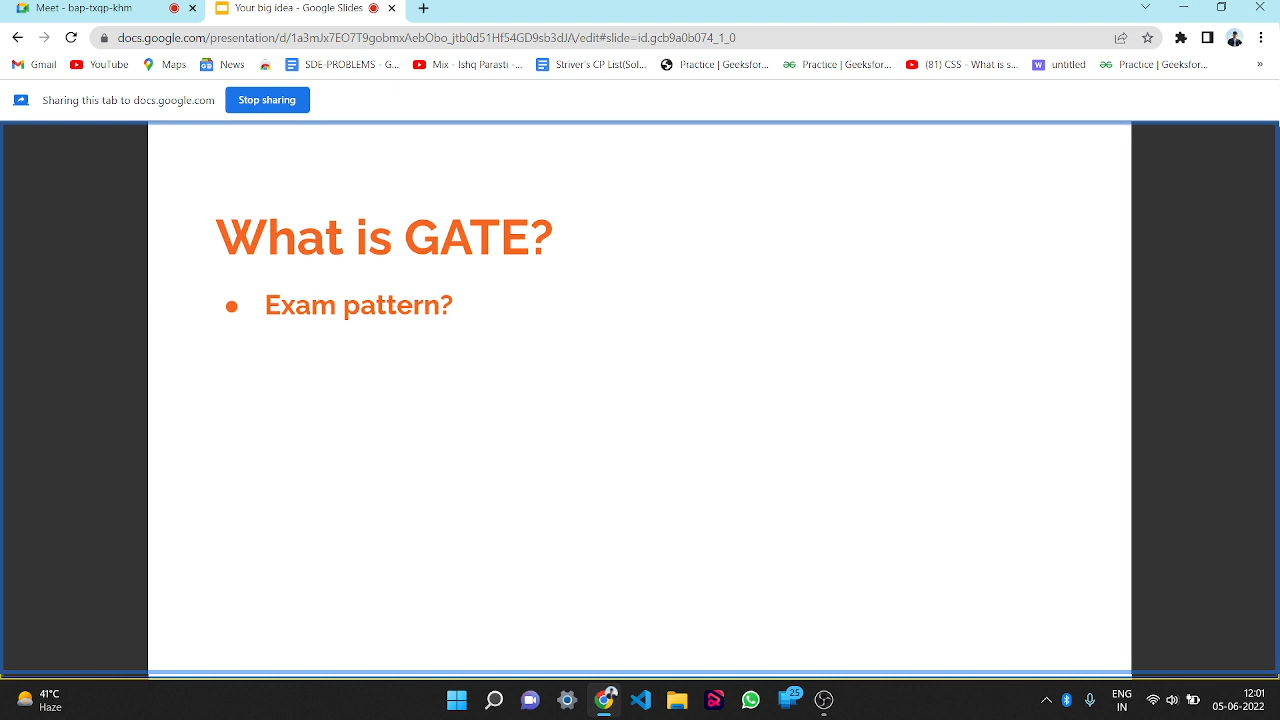 Meet - bap-txqp-khm
Your big idea - Google Slides
docs.google.com/presentation/d/1a3mJx7EO7T9gobmxAebObo_jtb0d51Hf54GD9sb3dJA/edit#slide=id.gcb9a0b074_1_0
Gmail YouTube Maps News SDE-PROBLEMS - G... Mix - Ishq Parasti -... Striver's CP List(Sol... Practice | Geeksfor... Practice | Geeksfor... (81) CSS - What is s... untitled Practice | Geeksfor... »
Sharing this tab to docs.google.com Stop sharing
What is GATE?
● Exam pattern?
41°C
Haze
25
ENG
IN
12:01
05-06-2022